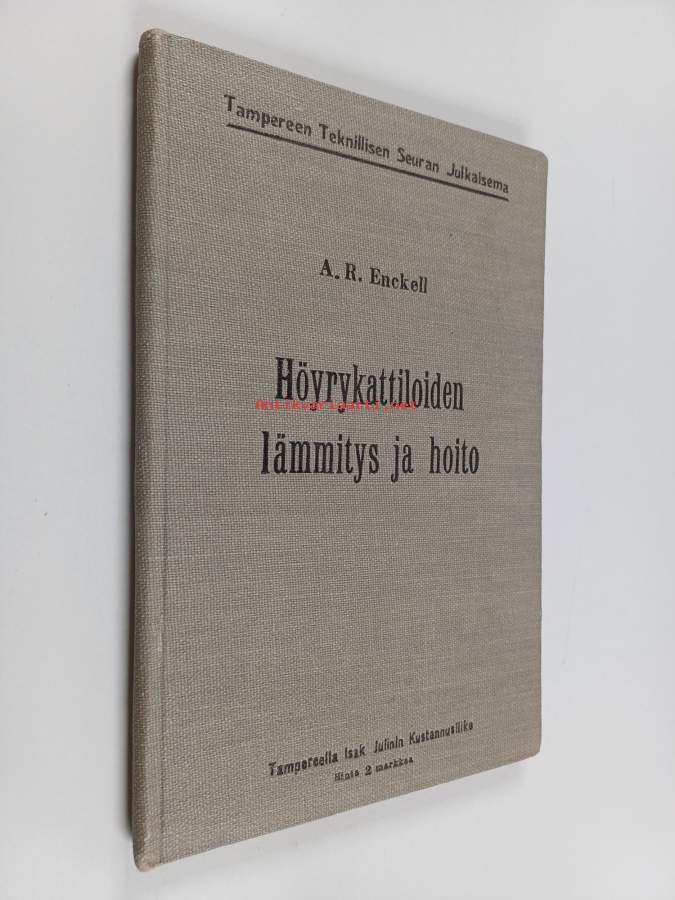 Tampereen Teknillisen Seuran Julkaisema
A. R. Enckell
Höyrykattiloiden
antikvariaatti.net
lämmitys ja hoito
Tampereella Isak Julinin Kustannusliike
Hinta 2 markkaa